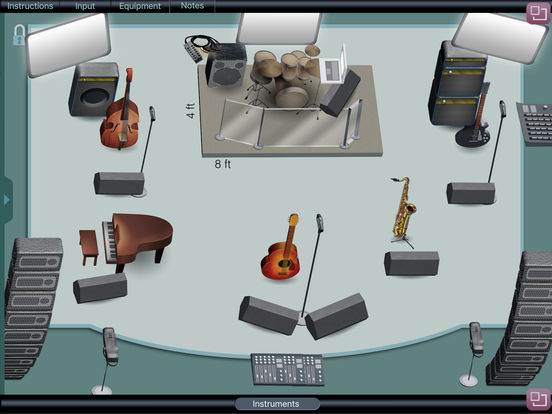 Instructions
Input
Equipment
Notes
4 ft
8 ft
Instruments